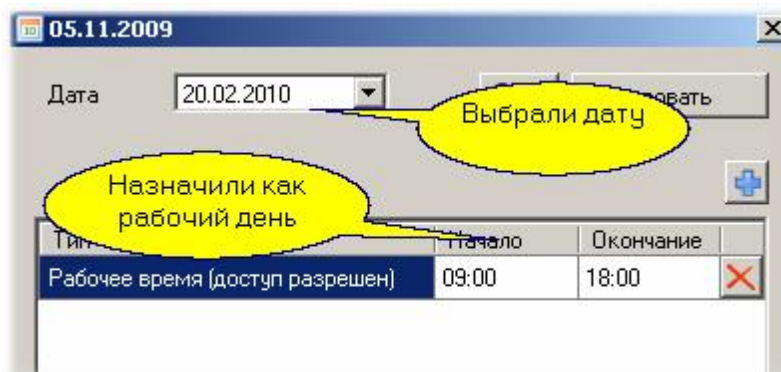 05.11.2009
Дата 20.02.2010
Выбрали дату
Назначили как
рабочий день
Начало Окончание
Рабочее время (доступ разрешен) 09:00 18:00